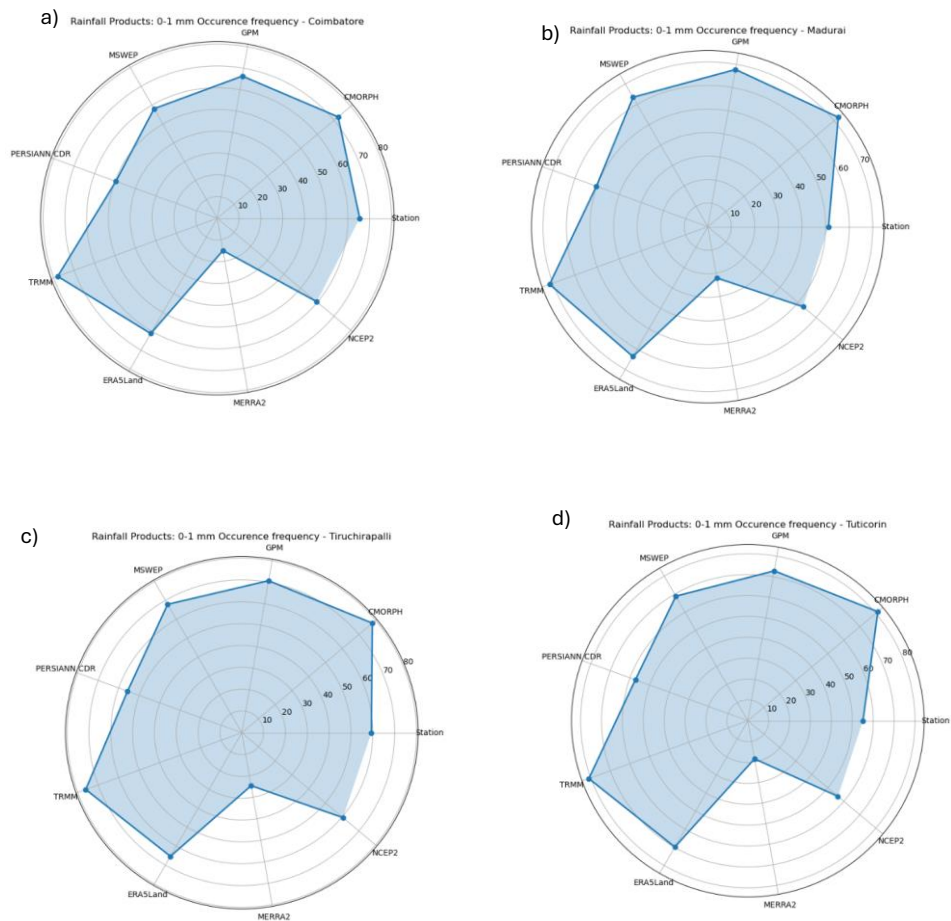 a)
Rainfall Products: 0-1 mm Occurence frequency - Coimbatore
GPM
MSWEP
CMORPH
PERSIANN CDR
80
70
60
50
40
30
20
10
Station
TRMM
NCEP2
ERA5Land
MERRA2
b)
Rainfall Products: 0-1 mm Occurence frequency - Madurai
GPM
MSWEP
CMORPH
PERSIANN CDR
70
60
50
40
30
20
10
Station
TRMM
NCEP2
ERA5Land
MERRA2
c)
Rainfall Products: 0-1 mm Occurence frequency - Tiruchirapalli
GPM
MSWEP
CMORPH
PERSIANN CDR
80
70
60
50
40
30
20
10
Station
TRMM
NCEP2
ERA5Land
MERRA2
d)
Rainfall Products: 0-1 mm Occurence frequency - Tuticorin
GPM
MSWEP
CMORPH
PERSIANN CDR
80
70
60
50
40
30
20
10
Station
TRMM
NCEP2
ERA5Land
MERRA2